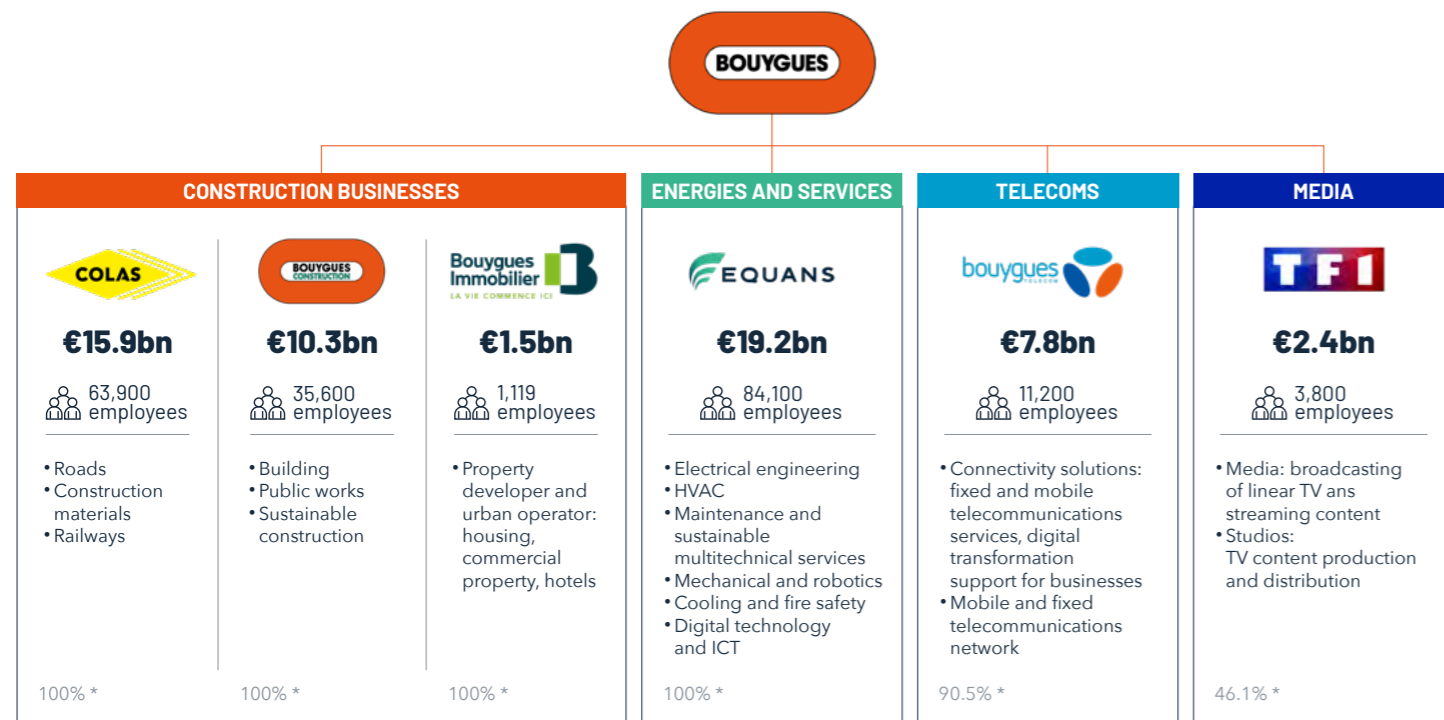 BOUYGUES
CONSTRUCTION BUSINESSES
COLAS
€15.9bn
63,900
employees
• Roads
• Construction
materials
• Railways
100% *
BOUYGUES
CONSTRUCTION
€10.3bn
35,600
employees
• Building
• Public works
• Sustainable
construction
100% *
Bouygues
Immobilier
LA VIE COMMENCE ICI
€1.5bn
1,119
employees
• Property
developer and
urban operator:
housing,
commercial
property, hotels
100% *
ENERGIES AND SERVICES
EQUANS
€19.2bn
84,100
employees
• Electrical engineering
• HVAC
• Maintenance and
sustainable
multitechnical services
• Mechanical and robotics
• Cooling and fire safety
• Digital technology
and ICT
100% *
TELECOMS
bouygues
TELECOM
€7.8bn
11,200
employees
• Connectivity solutions:
fixed and mobile
telecommunications
services, digital
transformation
support for businesses
• Mobile and fixed
telecommunications
network
90.5% *
MEDIA
TF1
€2.4bn
3,800
employees
• Media: broadcasting
of linear TV ans
streaming content
• Studios:
TV content production
and distribution
46.1% *